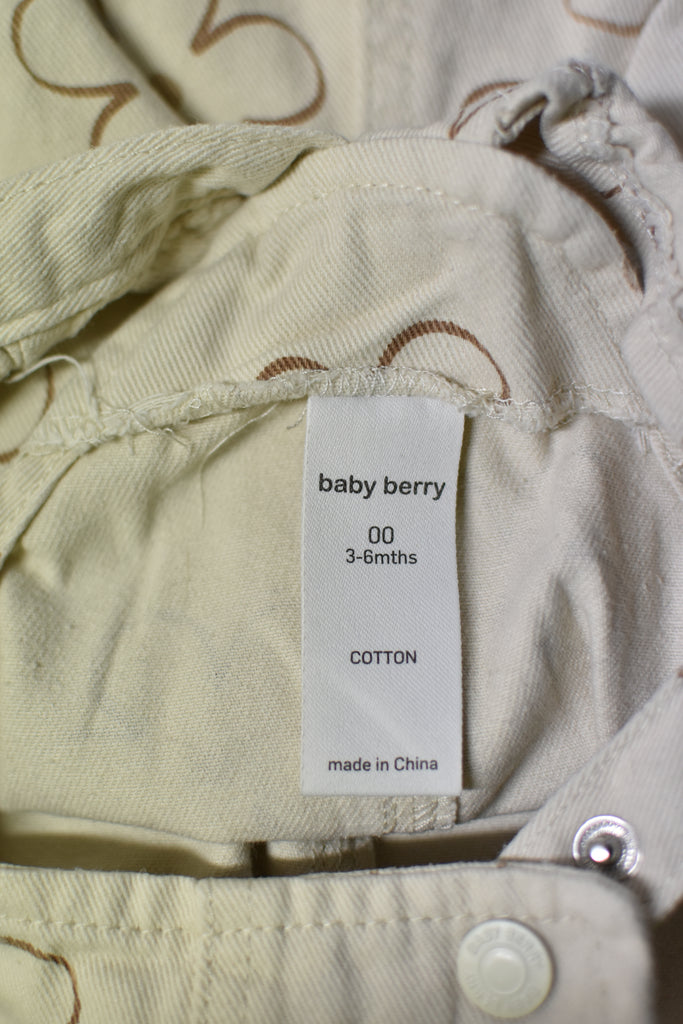 baby berry
00
3-6mths
COTTON
made in China